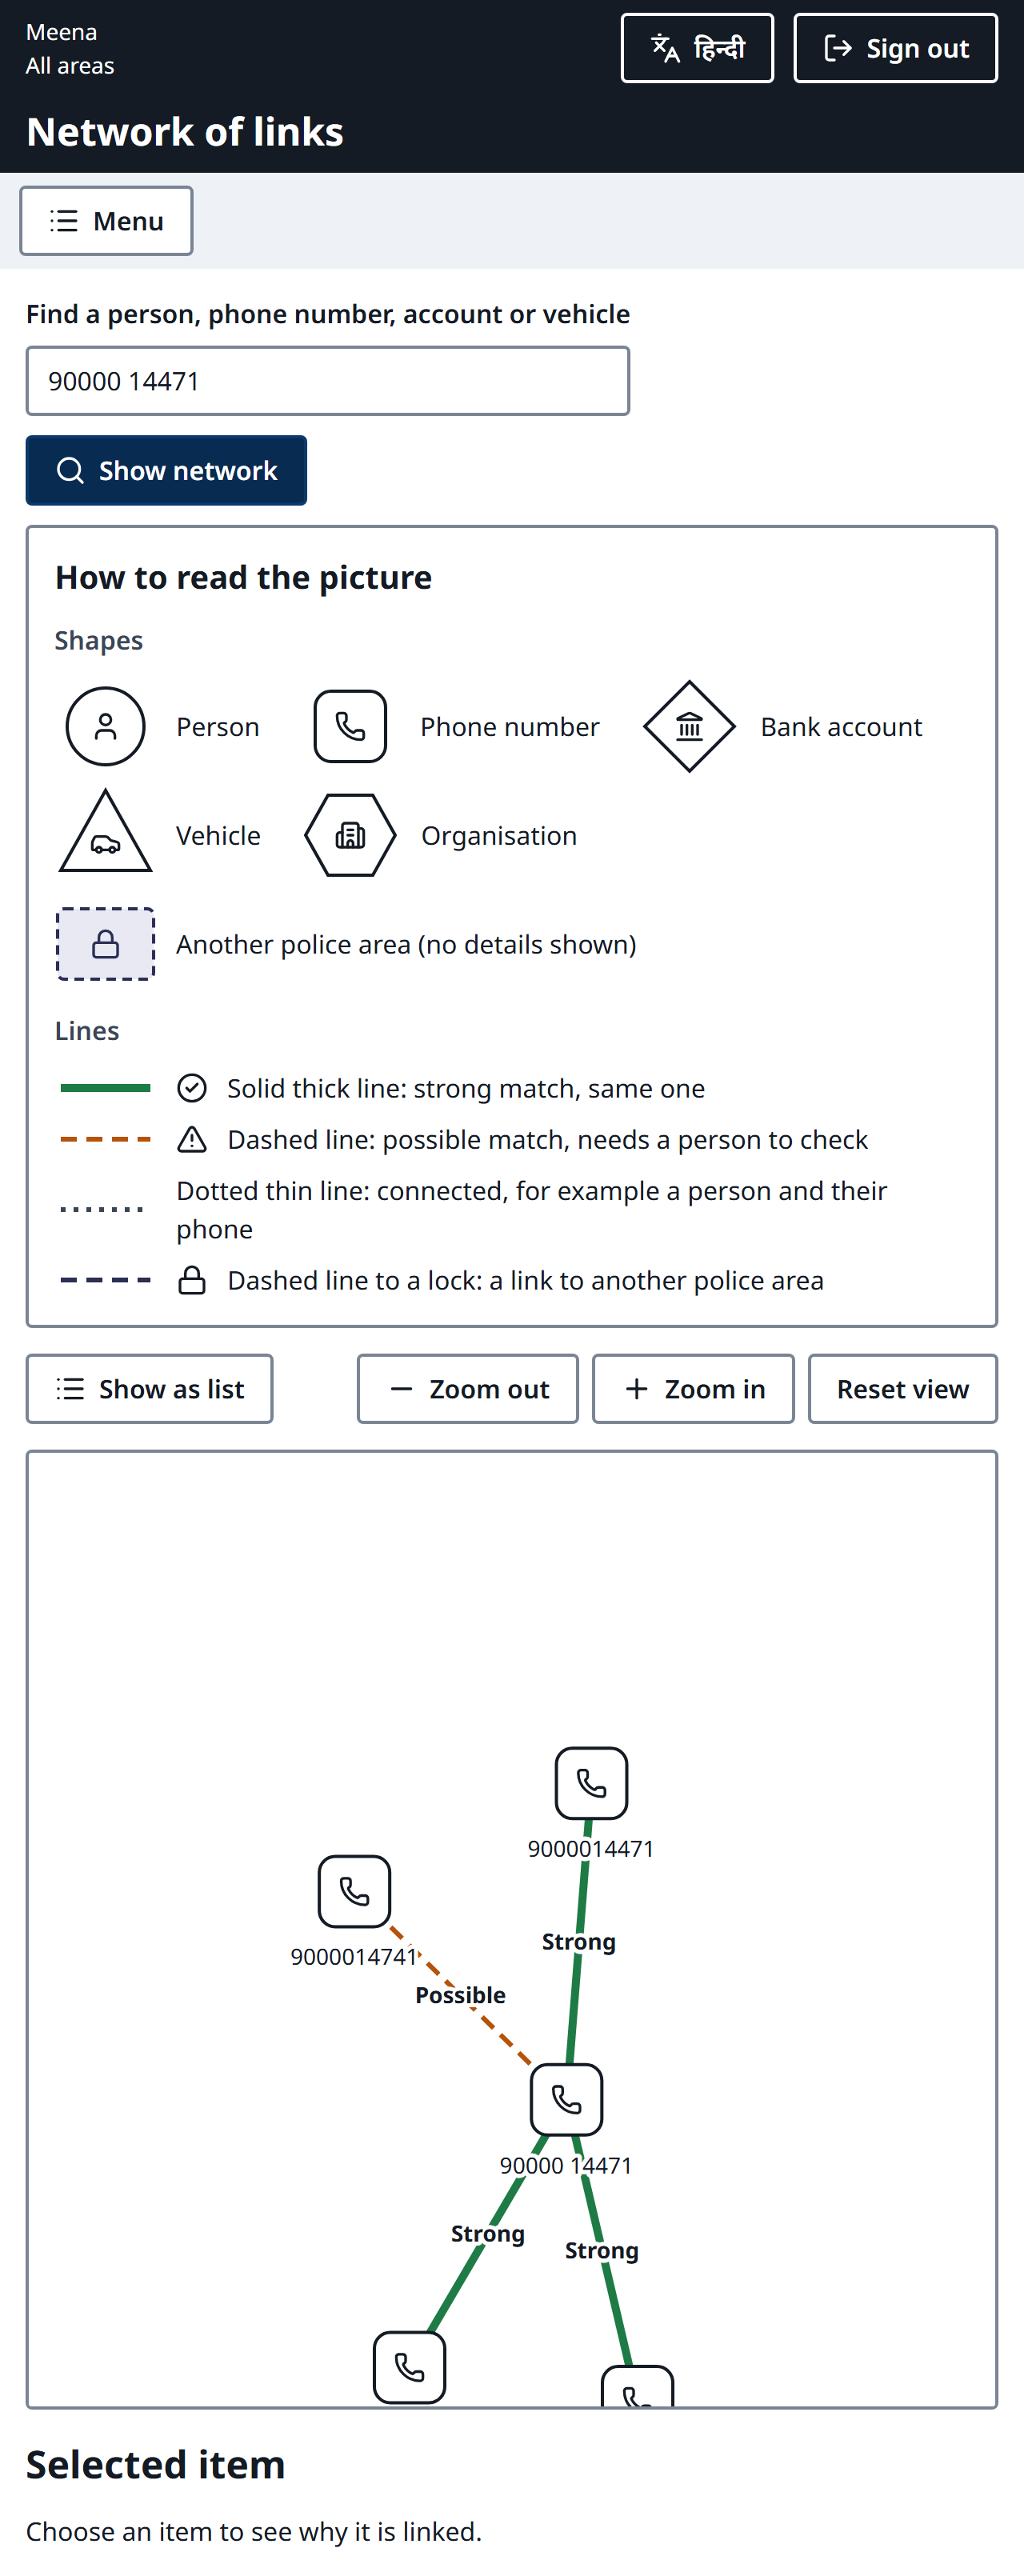 Meena
All areas
हिन्दी
Sign out
Network of links
Menu
Find a person, phone number, account or vehicle
90000 14471
Show network
How to read the picture
Shapes
Person
Phone number
Bank account
Vehicle
Organisation
Another police area (no details shown)
Lines
Solid thick line: strong match, same one
Dashed line: possible match, needs a person to check
Dotted thin line: connected, for example a person and their
phone
Dashed line to a lock: a link to another police area
Show as list
Zoom out
Zoom in
Reset view
9000014471
Strong
9000014741
Possible
90000 14471
Strong
Strong
Selected item
Choose an item to see why it is linked.